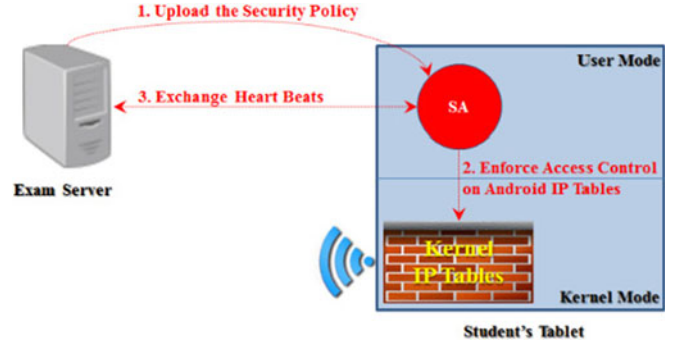 1. Upload the Security Policy
User Mode
3. Exchange Heart Beats
SA
2. Enforce Access Control
on Android IP Tables
Exam Server
Kernel
IP Tables
Kernel Mode
Student's Tablet